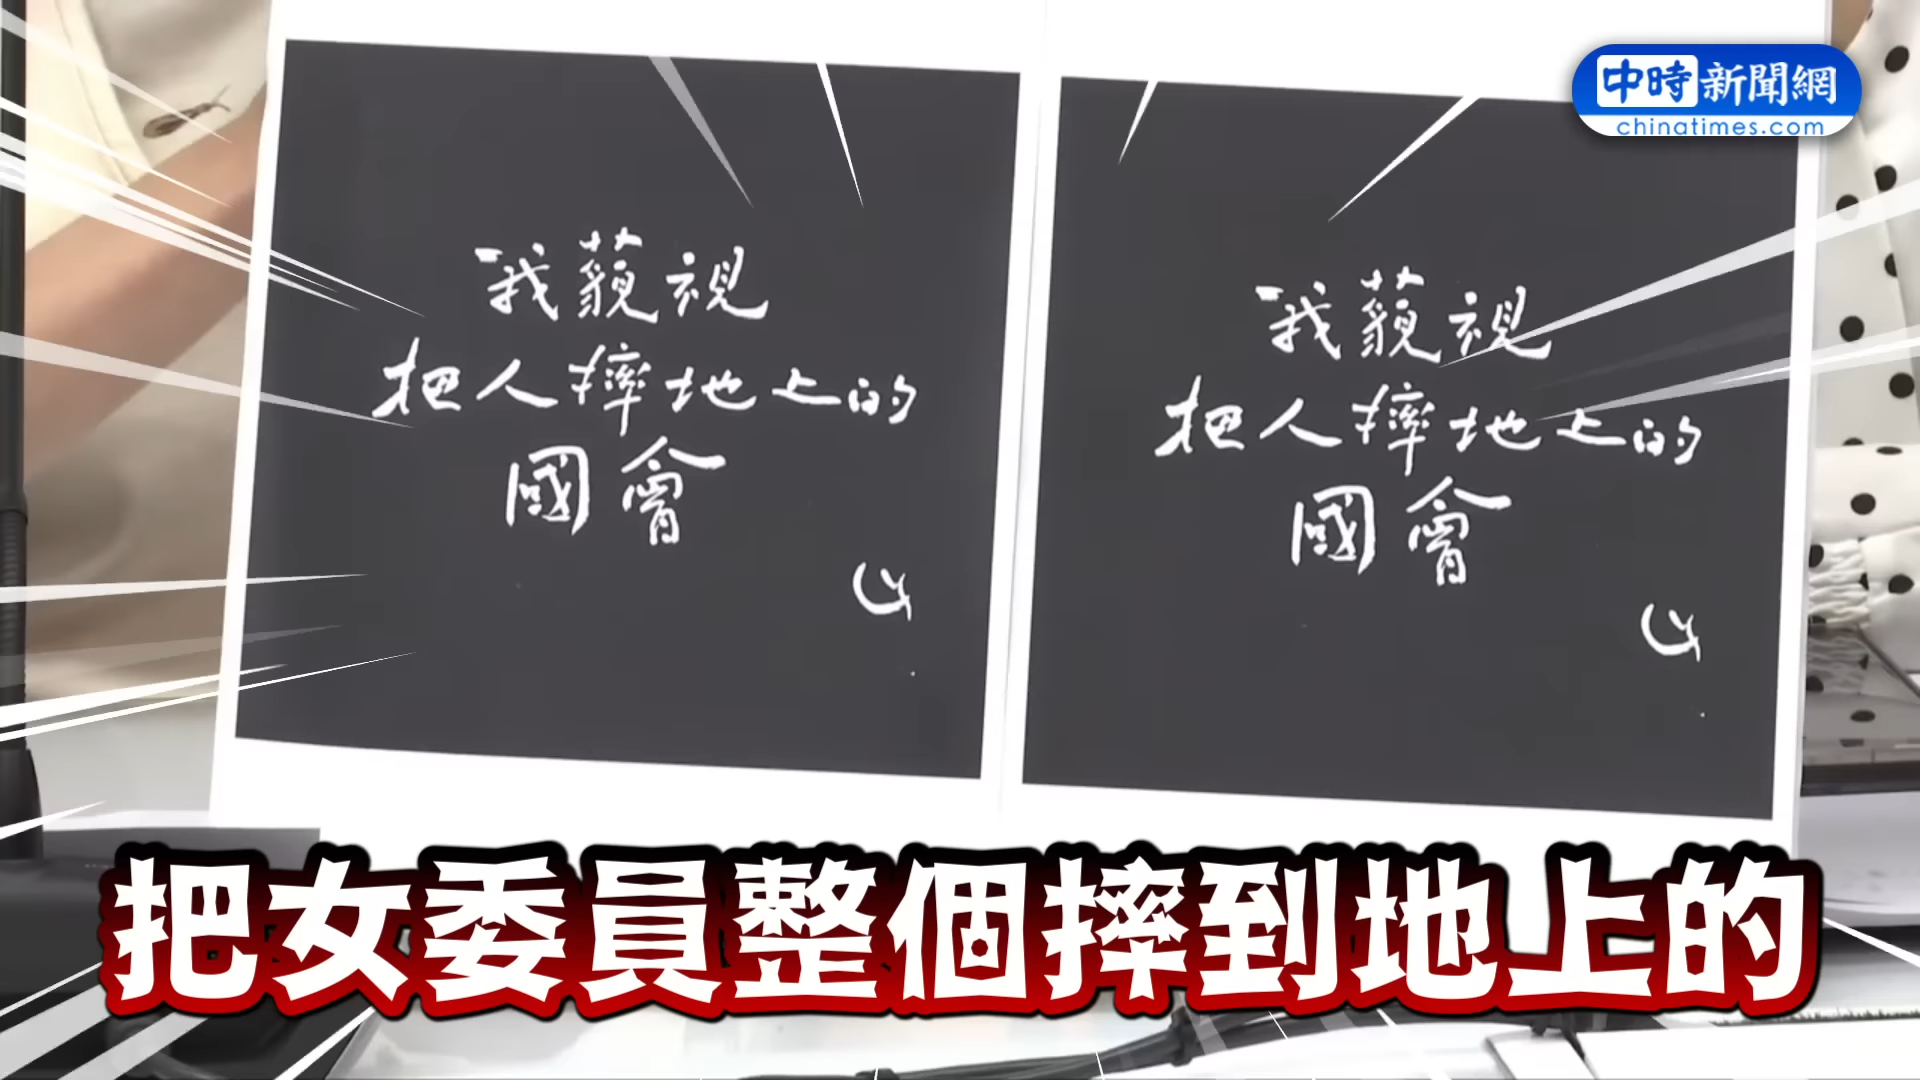 中時新聞網
chinatimes.com
我藐視
把人摔地上的
國會
我藐視
把人摔地上的
國會
把女委員整個摔到地上的